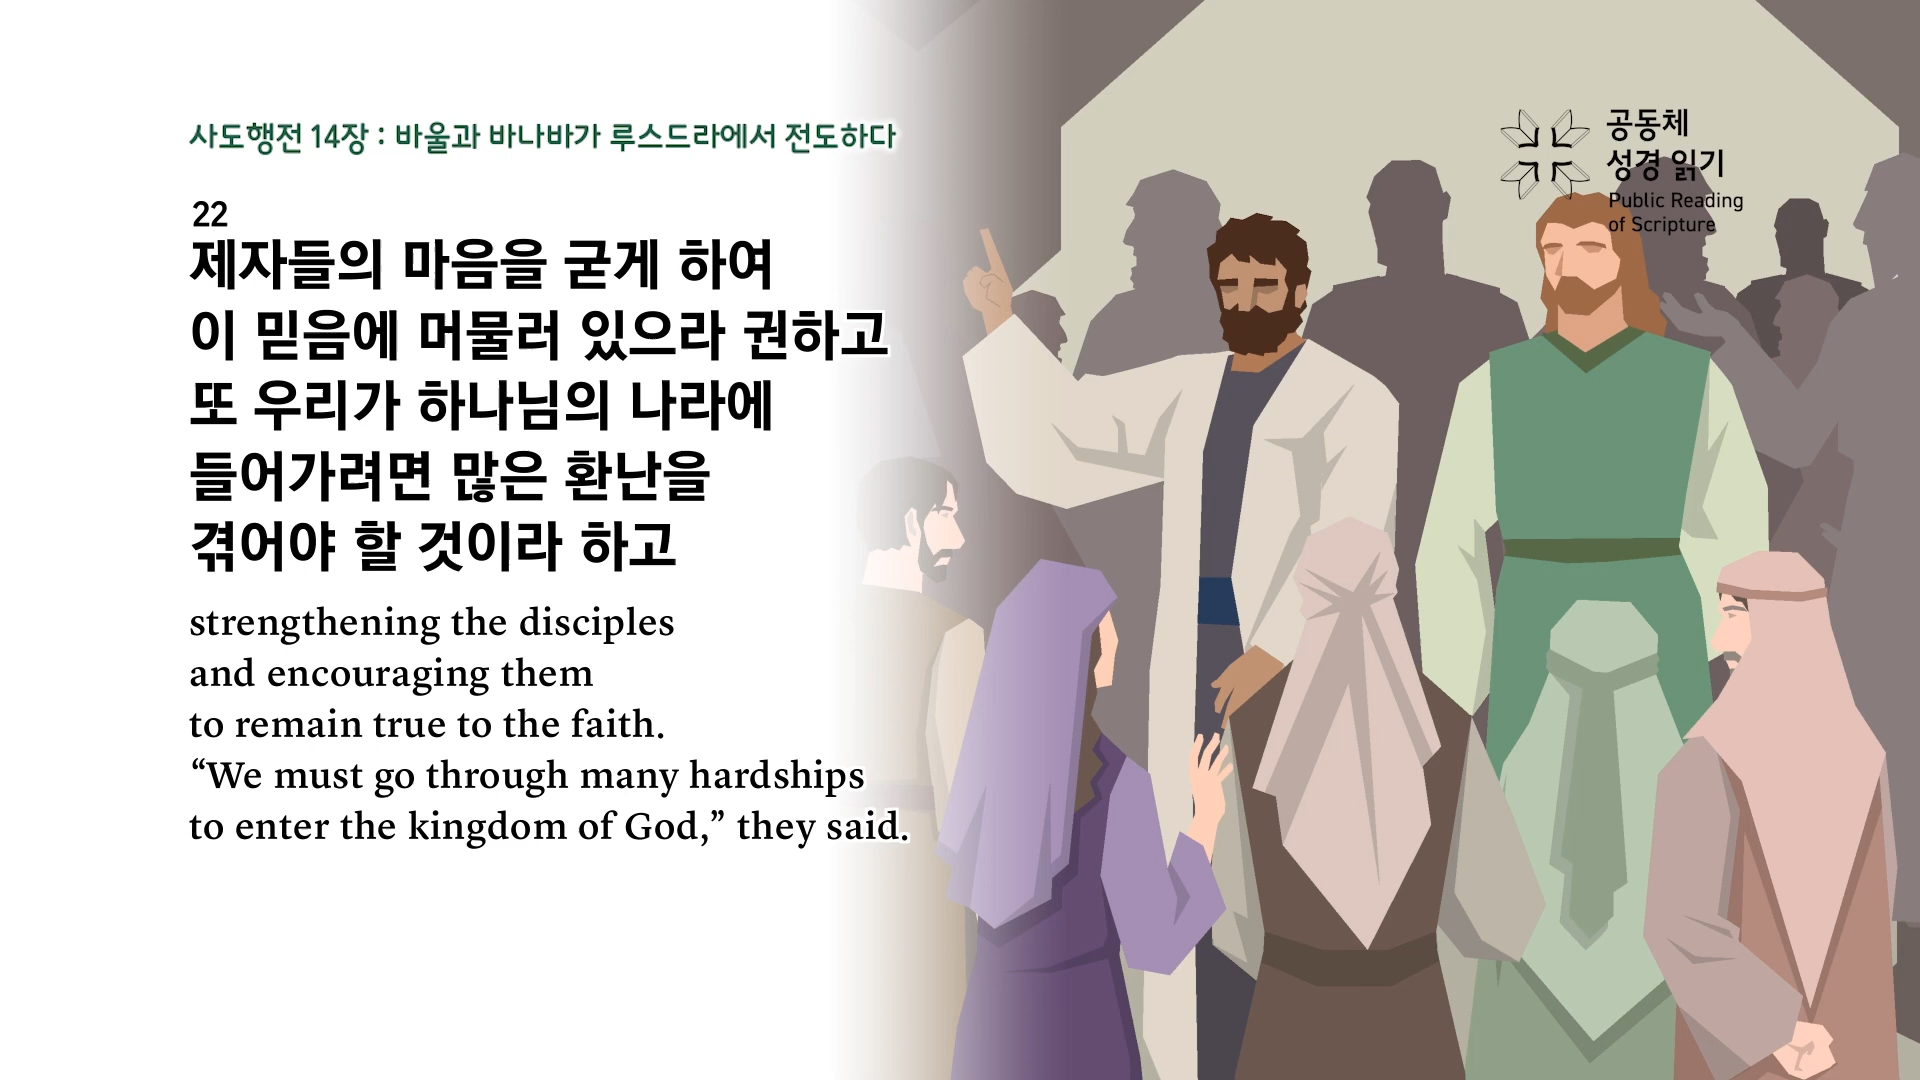 사도행전 14장 : 바울과 바나바가 루스드라에서 전도하다
22
제자들의 마음을 굳게 하여
이 믿음에 머물러 있으라 권하고
또 우리가 하나님의 나라에
들어가려면 많은 환난을
겪어야 할 것이라 하고
strengthening the disciples
and encouraging them
to remain true to the faith.
“We must go through many hardships
to enter the kingdom of God,” they said.
공동체
성경 읽기
Public Reading
of Scripture